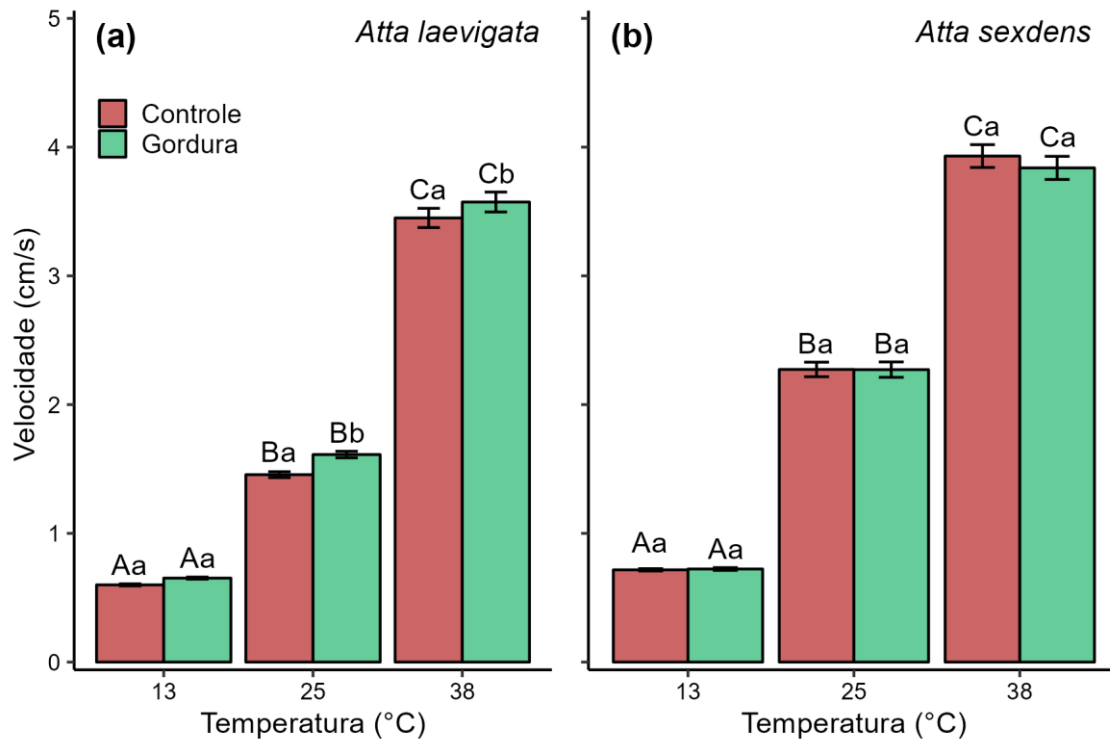 (a) Atta laevigata
(b) Atta sexdens
Controle
Gordura
Velocidade (cm/s)
5
4
3
2
1
0
Aa Aa
Ba Bb
Ca Cb
13 25 38
Temperatura (°C)
Aa Aa
Ba Ba
Ca Ca
13 25 38
Temperatura (°C)